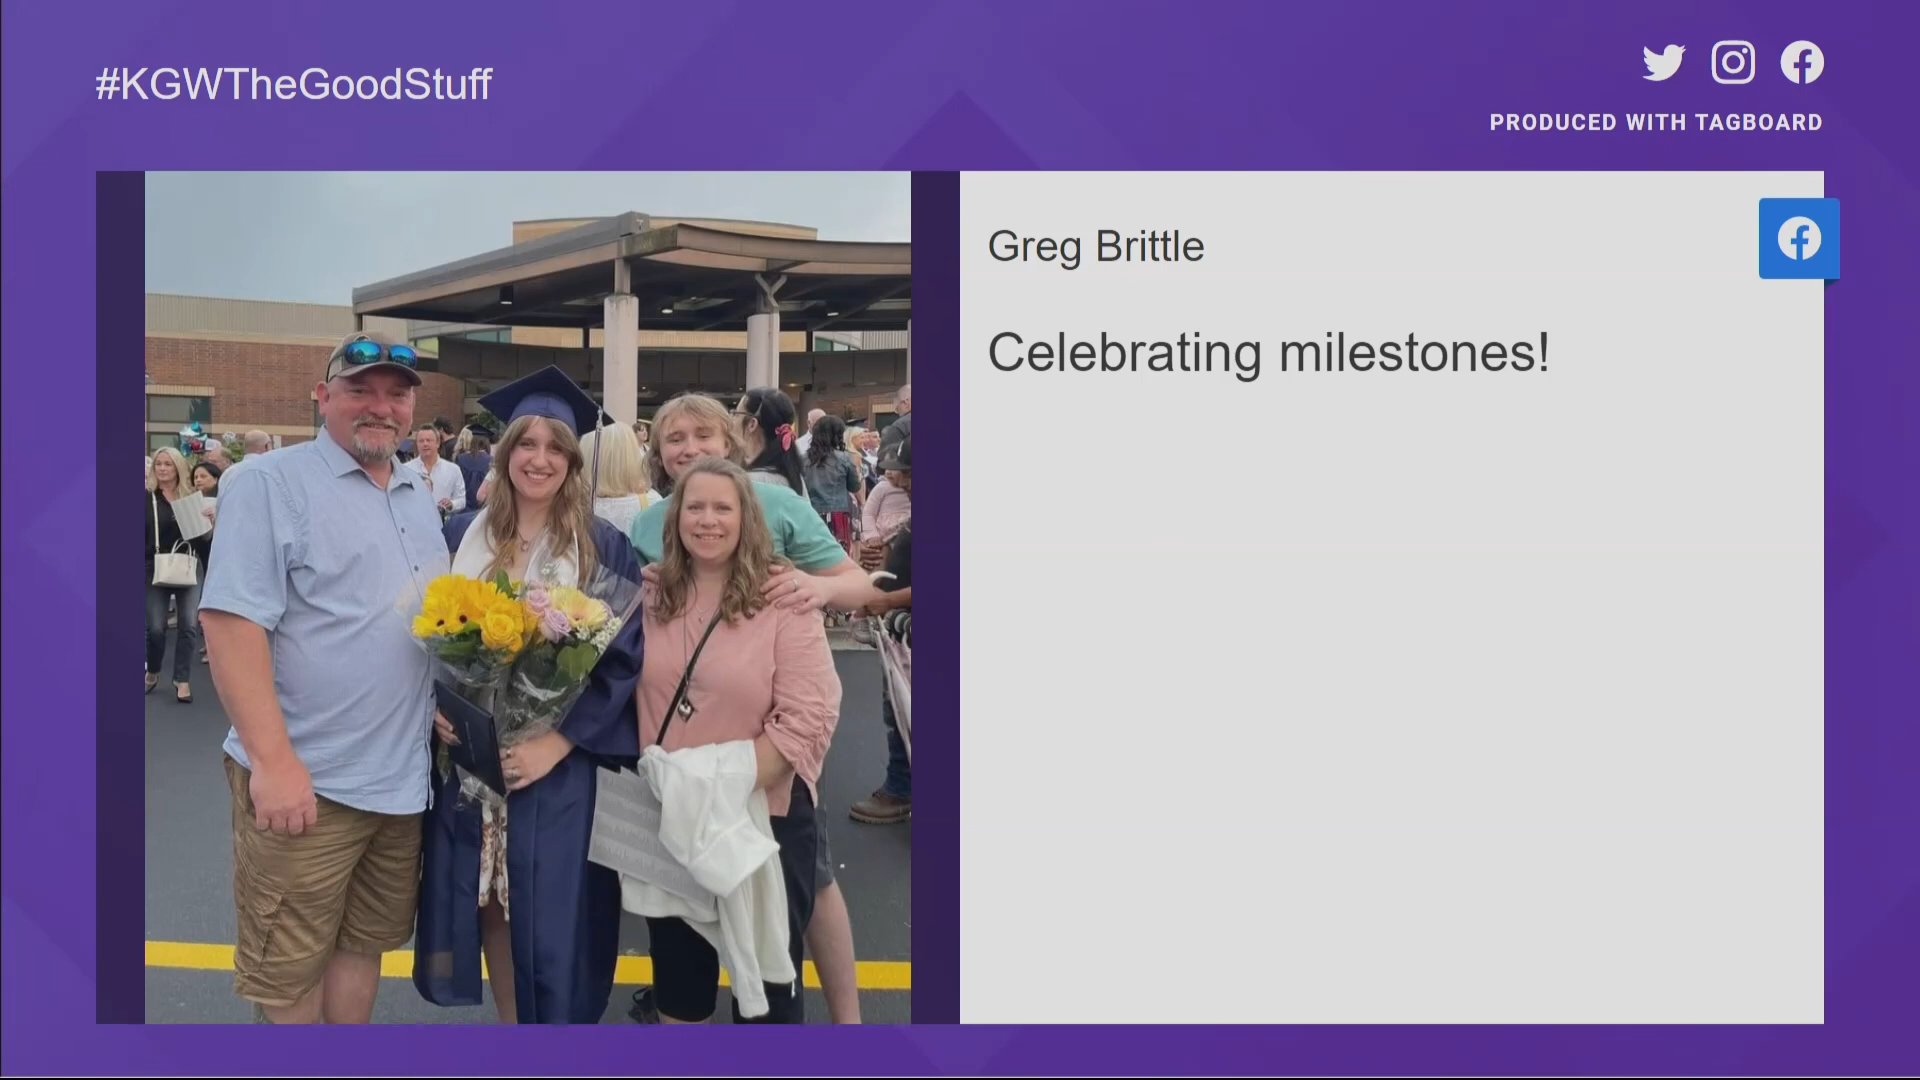 #KGWTheGoodStuff
PRODUCED WITH TAGBOARD
Greg Brittle
Celebrating milestones!